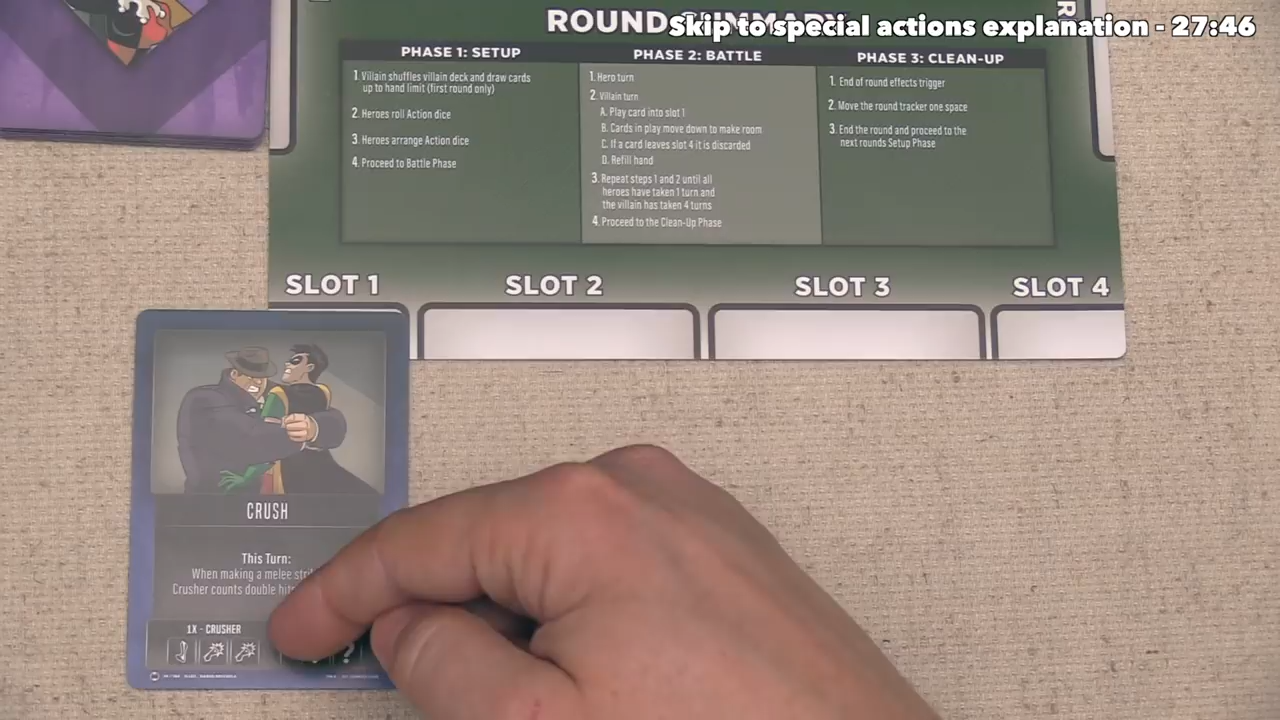 ROUND SUMMARY
Skip to special actions explanation - 27:46
PHASE 1: SETUP
1. Villain shuffles villain deck and draw cards
up to hand limit (first round only)
2. Heroes roll Action dice
3. Heroes arrange Action dice
4. Proceed to Battle Phase
PHASE 2: BATTLE
1. Hero turn
2. Villain turn
A. Play card into slot 1
B. Cards in play move down to make room
C. If a card leaves slot 4 it is discarded
D. Refill hand
3. Repeat steps 1 and 2 until all
heroes have taken 1 turn and
the villain has taken 4 turns
4. Proceed to the Clean-Up Phase
PHASE 3: CLEAN-UP
1. End of round effects trigger
2. Move the round tracker one space
3. End the round and proceed to the
next rounds Setup Phase
SLOT 1
SLOT 2
SLOT 3
SLOT 4
CRUSH
This Turn:
When making a melee
Crusher counts double
1X - CRUSHER
?